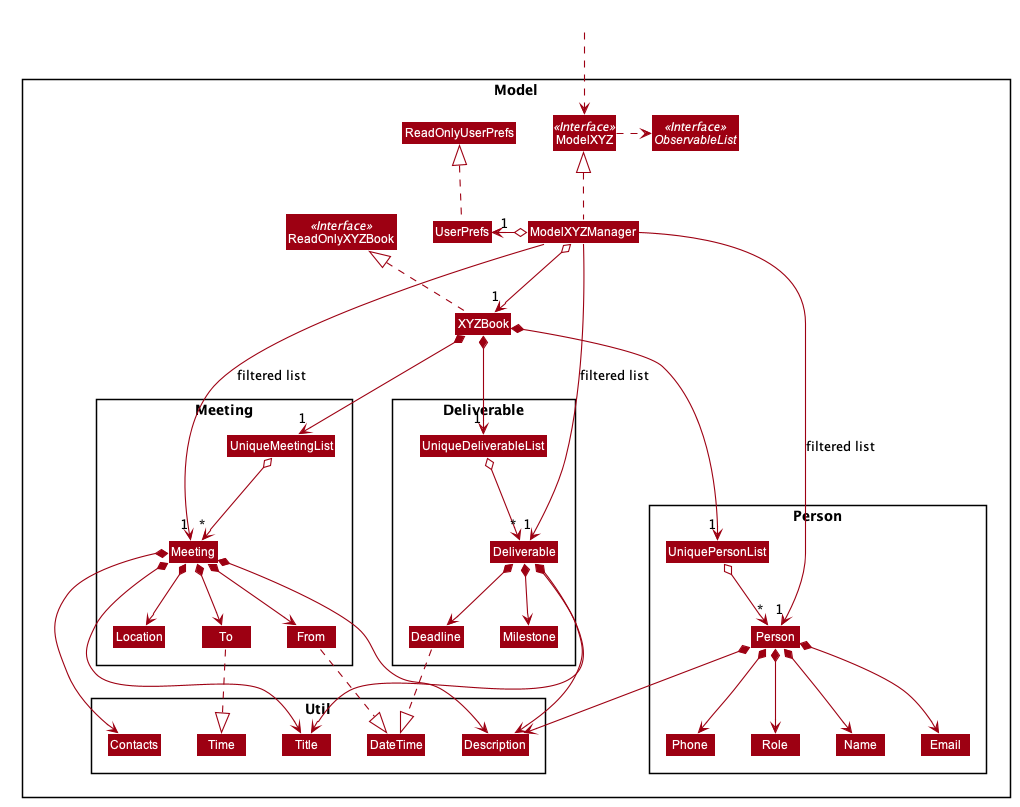 Model
ReadOnlyUserPrefs
«Interface»
ModelXYZ
«Interface»
ObservableList
«Interface»
ReadOnlyXYZBook
UserPrefs
1
ModelXYZManager
1
XYZBook
filtered list
filtered list
filtered list
Meeting
1
UniqueMeetingList
1
*
Meeting
Location
To
From
Deliverable
1
UniqueDeliverableList
*
1
Deliverable
Deadline
Milestone
Person
1
UniquePersonList
*
1
Person
Phone
Role
Name
Email
Util
Contacts
Time
Title
DateTime
Description